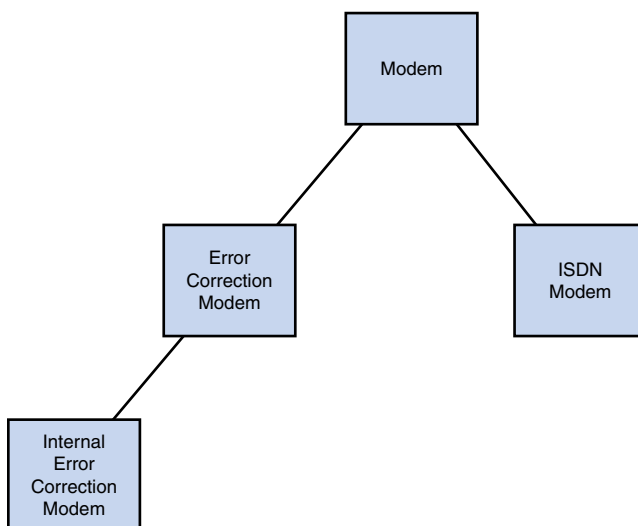 Modem
Error
Correction
Modem
ISDN
Modem
Internal
Error
Correction
Modem